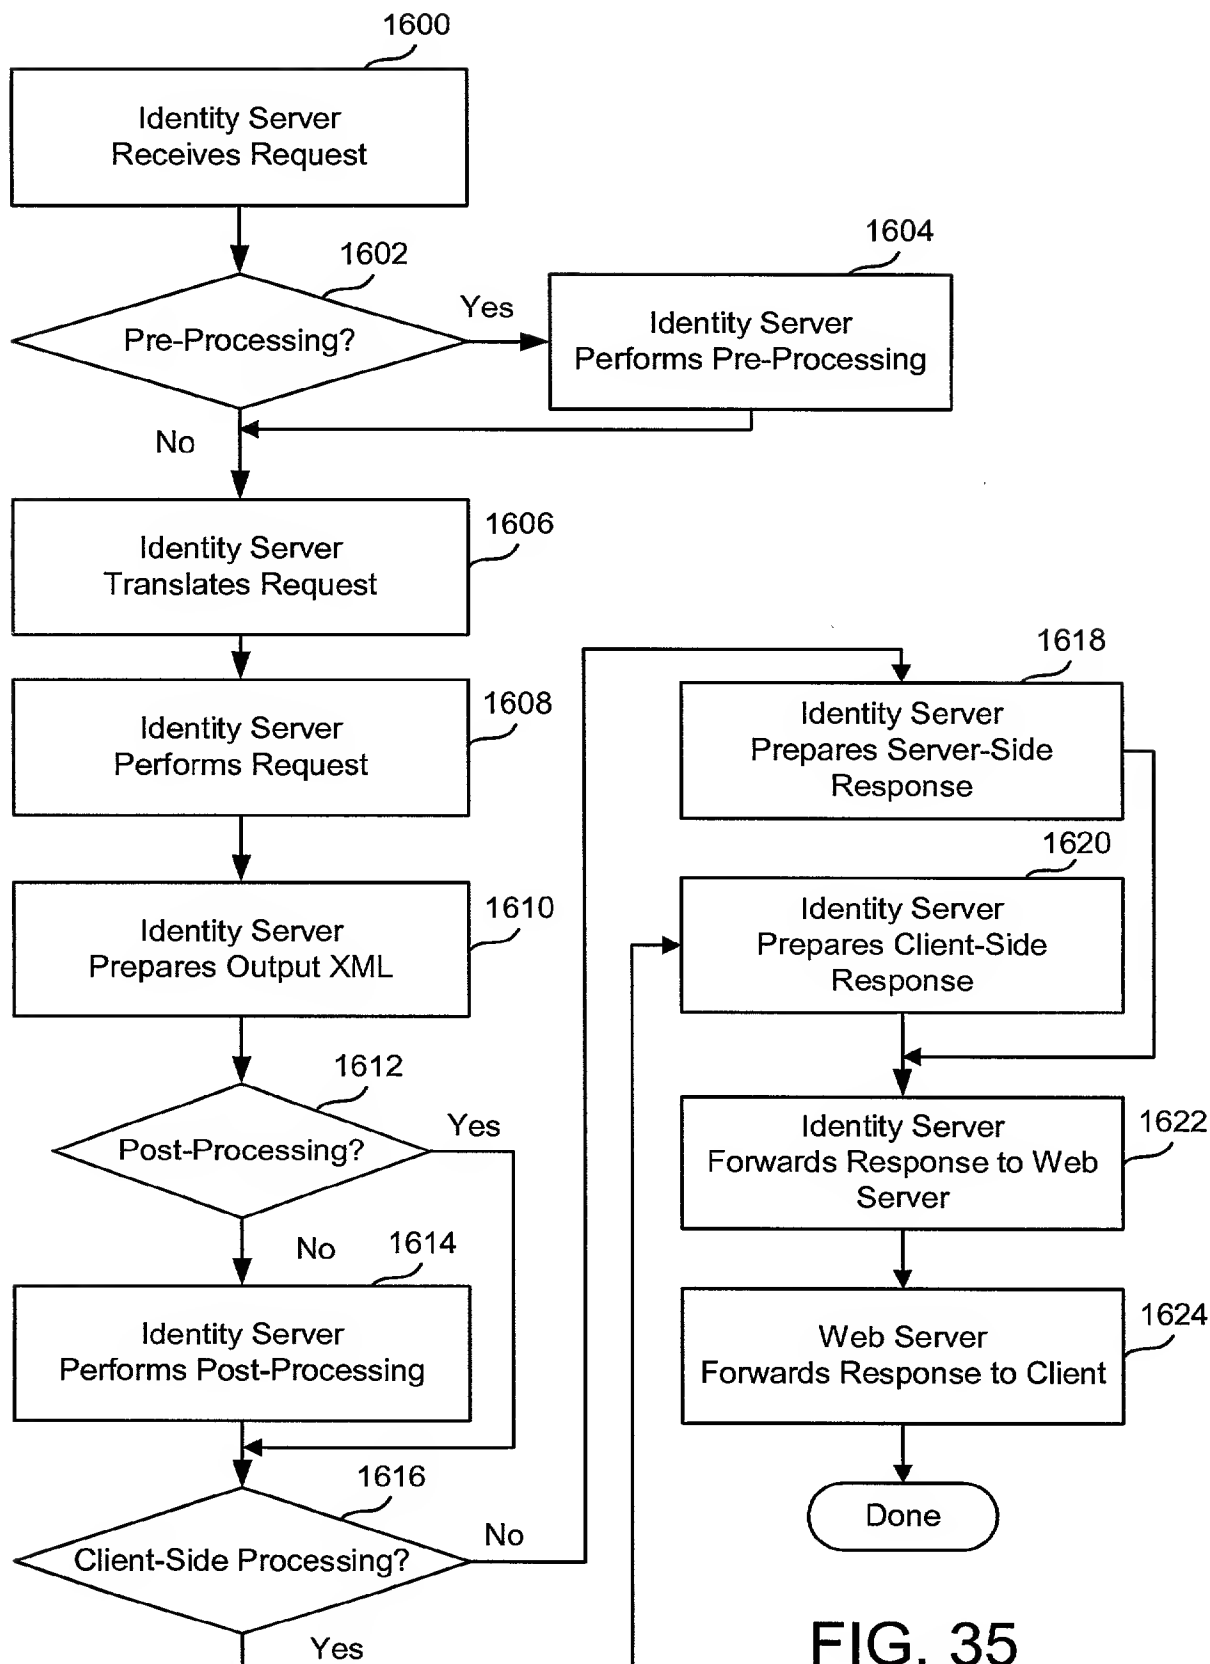 1600
Identity Server
Receives Request
1602
Pre-Processing?
Yes
No
1604
Identity Server
Performs Pre-Processing
1606
Identity Server
Translates Request
1608
Identity Server
Performs Request
1610
Identity Server
Prepares Output XML
1612
Post-Processing?
Yes
No
1614
Identity Server
Performs Post-Processing
1616
Client-Side Processing?
No
Yes
1618
Identity Server
Prepares Server-Side
Response
1620
Identity Server
Prepares Client-Side
Response
1622
Identity Server
Forwards Response to Web
Server
1624
Web Server
Forwards Response to Client
Done
FIG. 35